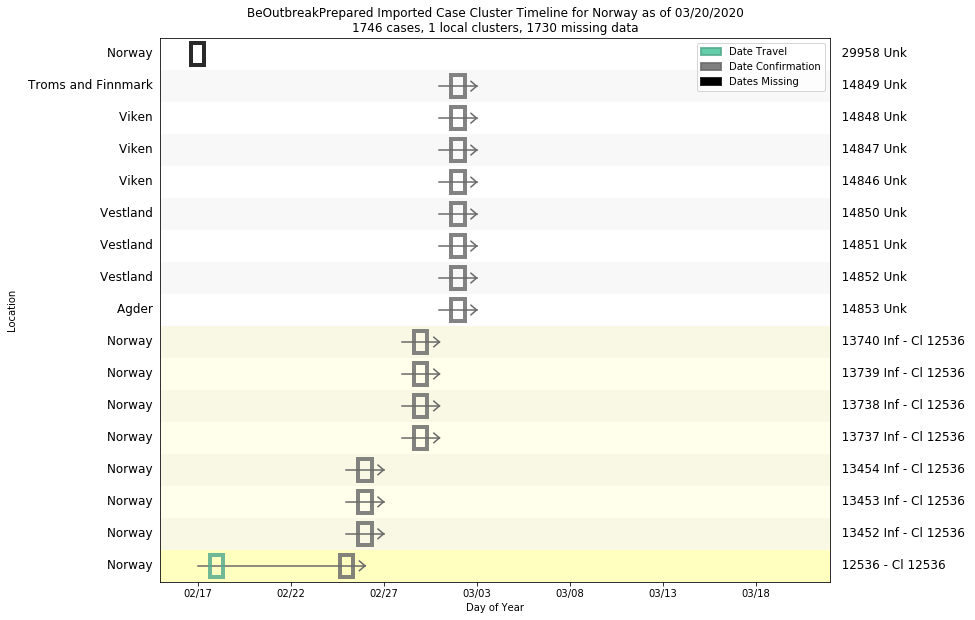 BeOutbreakPrepared Imported Case Cluster Timeline for Norway as of 03/20/2020
1746 cases, 1 local clusters, 1730 missing data
Date Travel
Date Confirmation
Dates Missing
Norway 29958 Unk
Troms and Finnmark 14849 Unk
Viken 14848 Unk
Viken 14847 Unk
Viken 14846 Unk
Vestland 14850 Unk
Vestland 14851 Unk
Vestland 14852 Unk
Agder 14853 Unk
Norway 13740 Inf - Cl 12536
Norway 13739 Inf - Cl 12536
Norway 13738 Inf - Cl 12536
Norway 13737 Inf - Cl 12536
Norway 13454 Inf - Cl 12536
Norway 13453 Inf - Cl 12536
Norway 13452 Inf - Cl 12536
Norway 12536 - Cl 12536
Location
02/17 02/22 02/27 03/03 03/08 03/13 03/18
Day of Year